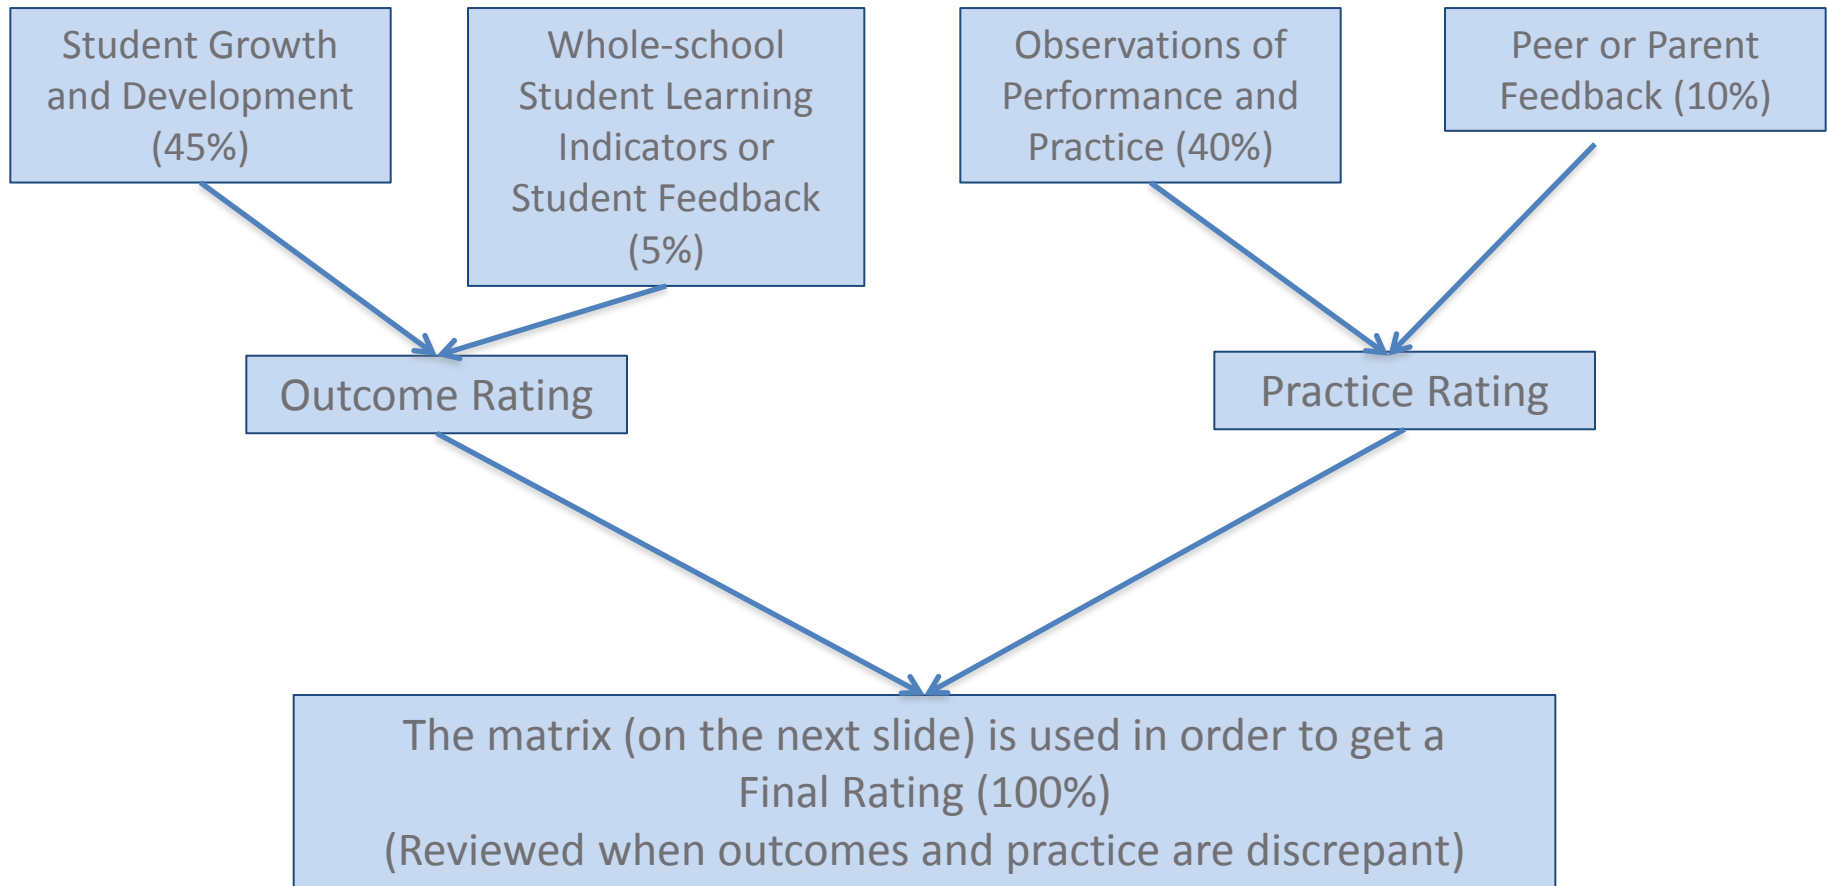 Student Growth
and Development
(45%)
Whole-school
Student Learning
Indicators or
Student Feedback
(5%)
Observations of
Performance and
Practice (40%)
Peer or Parent
Feedback (10%)
Outcome Rating
Practice Rating
The matrix (on the next slide) is used in order to get a
Final Rating (100%)
(Reviewed when outcomes and practice are discrepant)